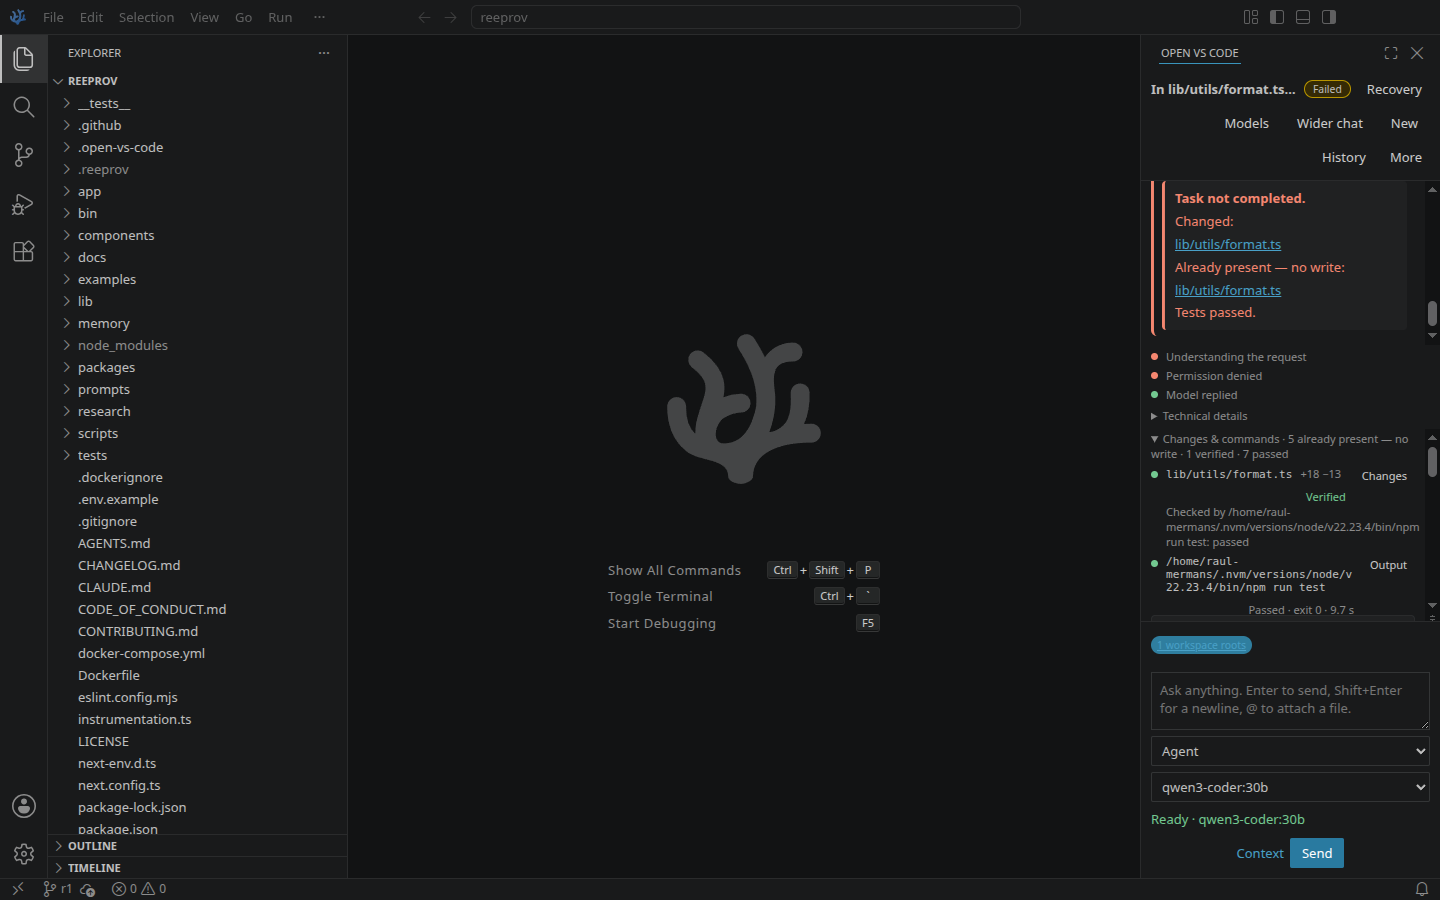 File Edit Selection View Go Run ···
reeprov
EXPLORER ···
REEPROV
__tests__
.github
.open-vs-code
.reeprov
app
bin
components
docs
examples
lib
memory
node_modules
packages
prompts
research
scripts
tests
.dockerignore
.env.example
.gitignore
AGENTS.md
CHANGELOG.md
CLAUDE.md
CODE_OF_CONDUCT.md
CONTRIBUTING.md
docker-compose.yml
Dockerfile
eslint.config.mjs
instrumentation.ts
LICENSE
next-env.d.ts
next.config.ts
package-lock.json
package.json
OUTLINE
TIMELINE
r1 0 0
Show All Commands Ctrl + Shift + P
Toggle Terminal Ctrl + `
Start Debugging F5
OPEN VS CODE
In lib/utils/format.ts... Failed Recovery
Models Wider chat New
History More
Task not completed.
Changed:
lib/utils/format.ts
Already present — no write:
lib/utils/format.ts
Tests passed.
Understanding the request
Permission denied
Model replied
Technical details
Changes & commands · 5 already present — no
write · 1 verified · 7 passed
lib/utils/format.ts +18 −13 Changes
Verified
Checked by /home/raul-
mermans/.nvm/versions/node/v22.23.4/bin/npm
run test: passed
/home/raul-
mermans/.nvm/versions/node/v
22.23.4/bin/npm run test
Output
Passed · exit 0 · 9.7 s
1 workspace roots
Ask anything. Enter to send, Shift+Enter
for a newline, @ to attach a file.
Agent
qwen3-coder:30b
Ready · qwen3-coder:30b
Context Send